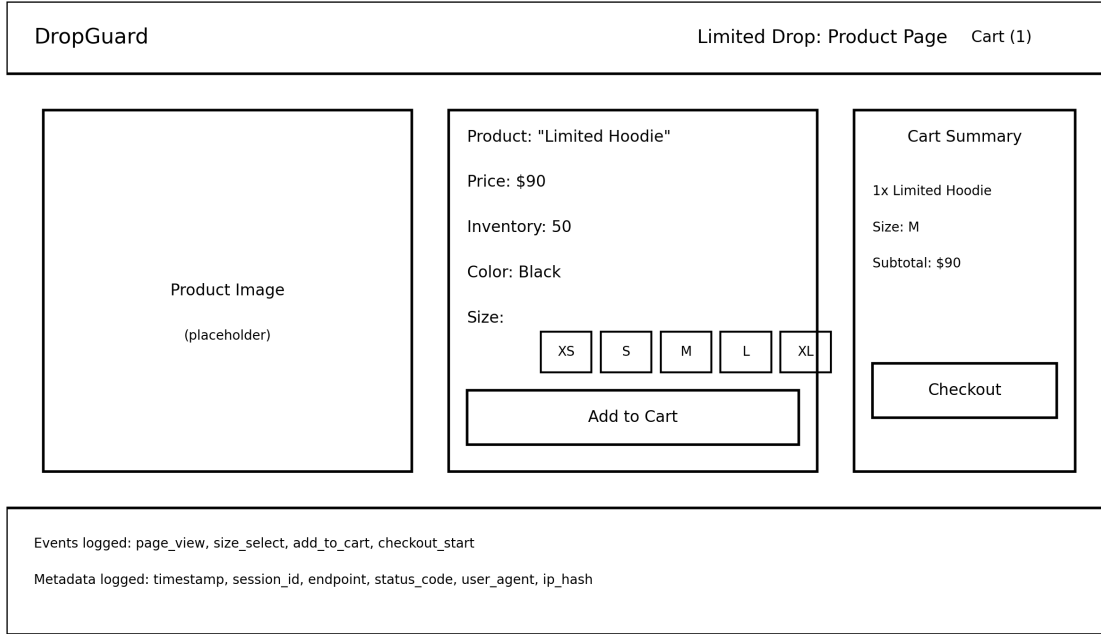 DropGuard
Limited Drop: Product Page
Cart (1)
Product Image
(placeholder)
Product: "Limited Hoodie"
Price: $90
Inventory: 50
Color: Black
Size:
XS S M L XL
Add to Cart
Cart Summary
1x Limited Hoodie
Size: M
Subtotal: $90
Checkout
Events logged: page_view, size_select, add_to_cart, checkout_start
Metadata logged: timestamp, session_id, endpoint, status_code, user_agent, ip_hash